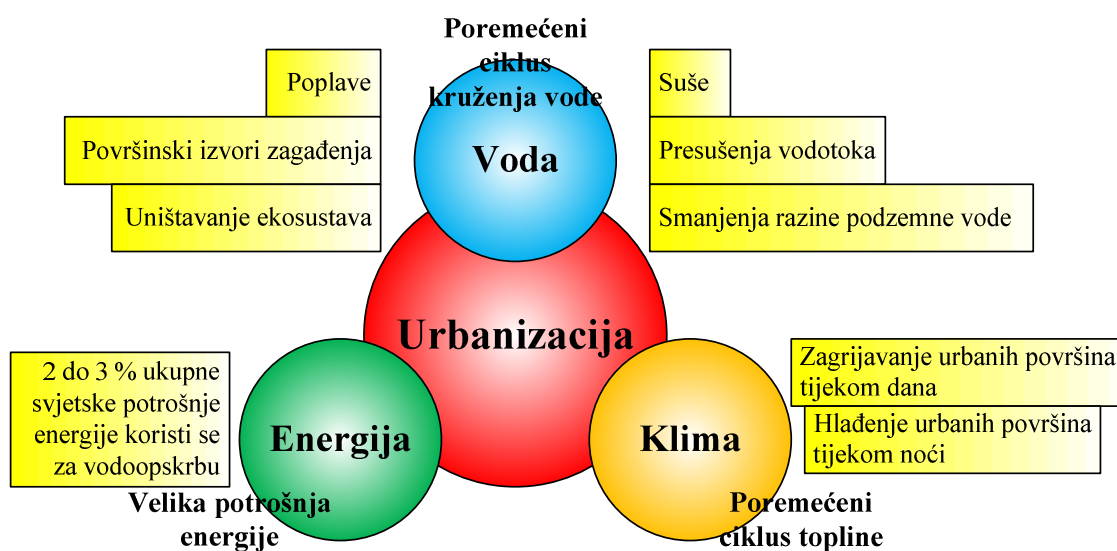 Poremećeni
ciklus
kruženja vode
Poplave
Površinski izvori zagađenja
Uništavanje ekosustava
Voda
Suše
Presušenja vodotoka
Smanjenja razine podzemne vode
Urbanizacija
2 do 3 % ukupne
svjetske potrošnje
energije koristi se
za vodoopskrbu
Energija
Velika potrošnja
energije
Klima
Zagrijavanje urbanih površina
tijekom dana
Hlađenje urbanih površina
tijekom noći
Poremećeni
ciklus topline